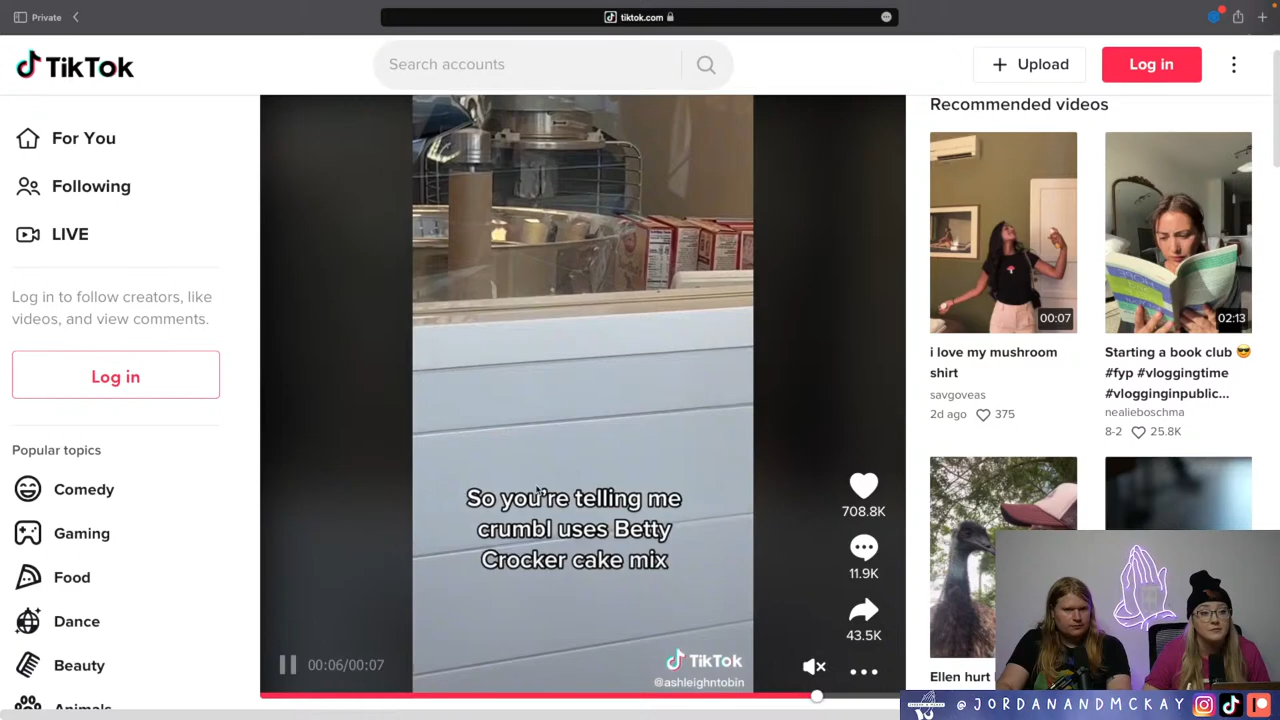 Private
tiktok.com
TikTok
Search accounts
Upload
Log in
For You
Following
LIVE
Log in to follow creators, like
videos, and view comments.
Log in
Popular topics
Comedy
Gaming
Food
Dance
Beauty
Animals
So you're telling me
crumbl uses Betty
Crocker cake mix
00:06/00:07
708.8K
11.9K
43.5K
TikTok
@ashleighntobin
Recommended videos
00:07
i love my mushroom
shirt
savgoveas
2d ago 375
02:13
Starting a book club 😎
#fyp #vloggingtime
#vlogginginpublic...
nealieboschma
8-2 25.8K
Ellen hurt
@JORDANANDMCKAY